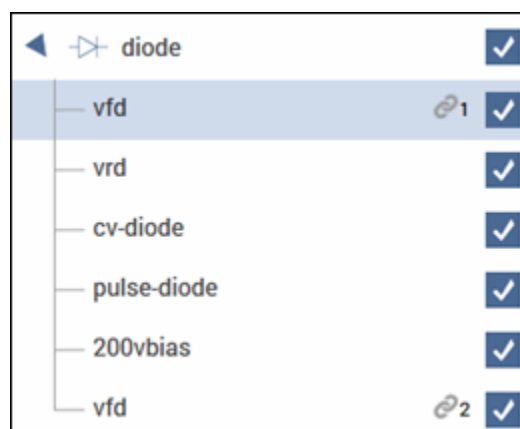 diode
vfd 1
vrd
cv-diode
pulse-diode
200vbias
vfd 2